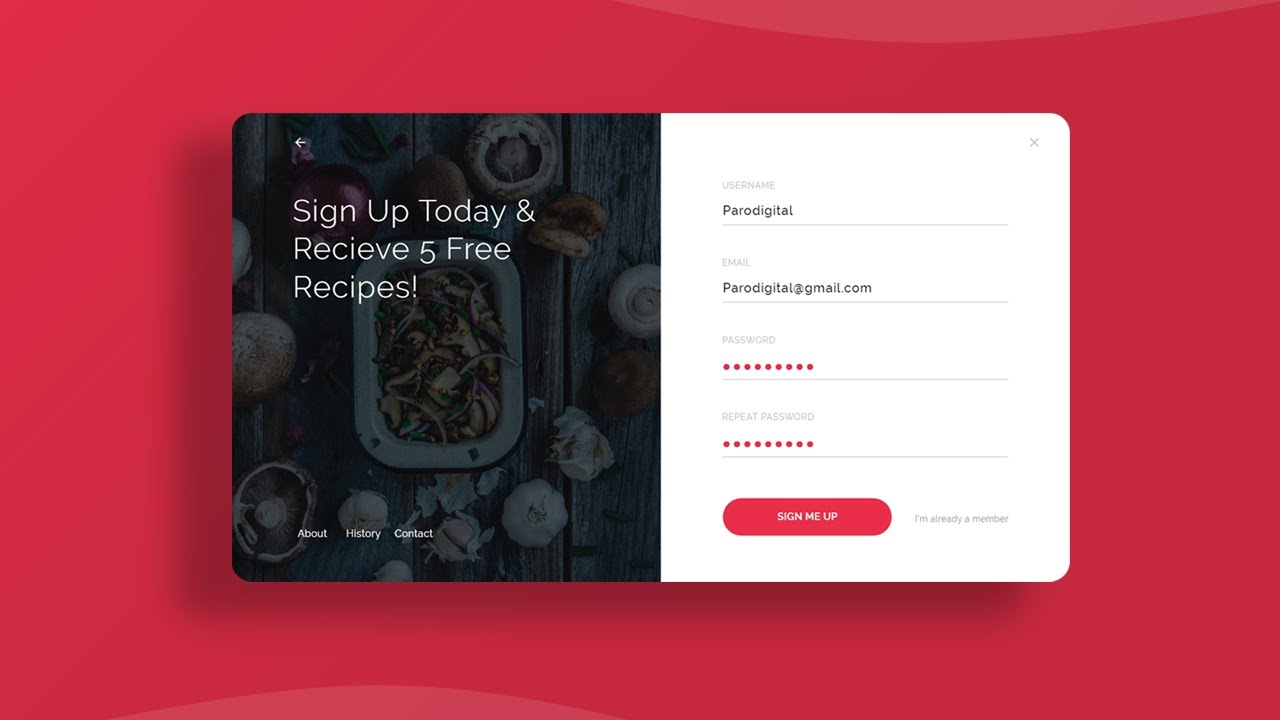 Sign Up Today &
Recieve 5 Free
Recipes!
About History Contact
USERNAME
Parodigital
EMAIL
Parodigital@gmail.com
PASSWORD
REPEAT PASSWORD
SIGN ME UP
I'm already a member